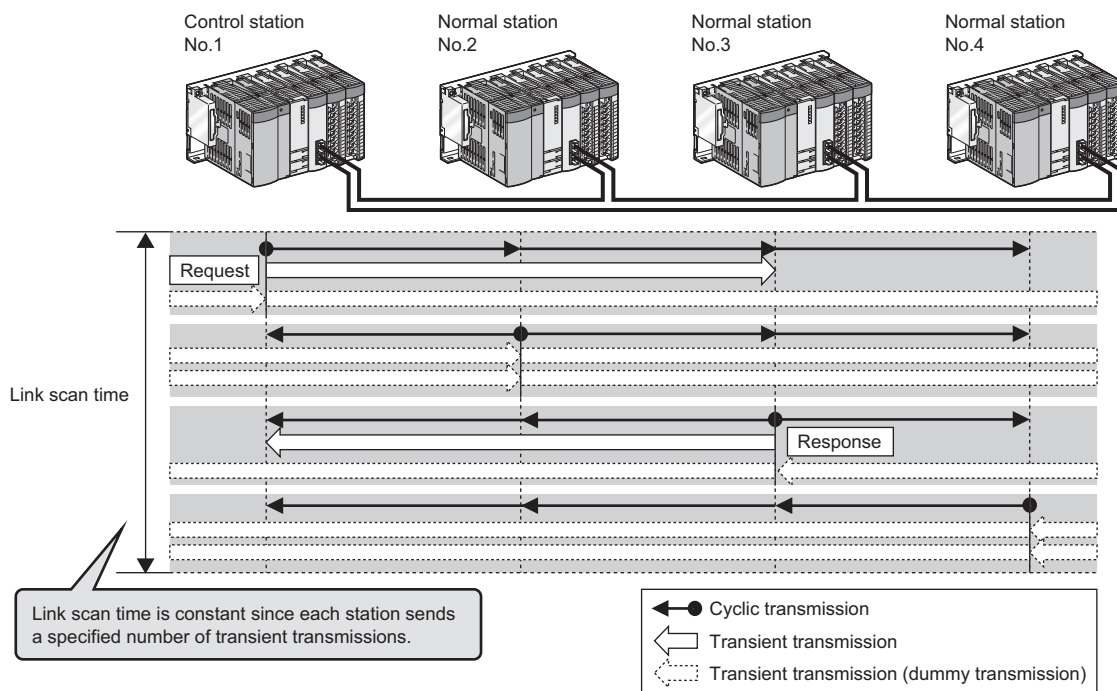 Control station
No.1
Normal station
No.2
Normal station
No.3
Normal station
No.4
Request
Link scan time
Response
Link scan time is constant since each station sends
a specified number of transient transmissions.
Cyclic transmission
Transient transmission
Transient transmission (dummy transmission)